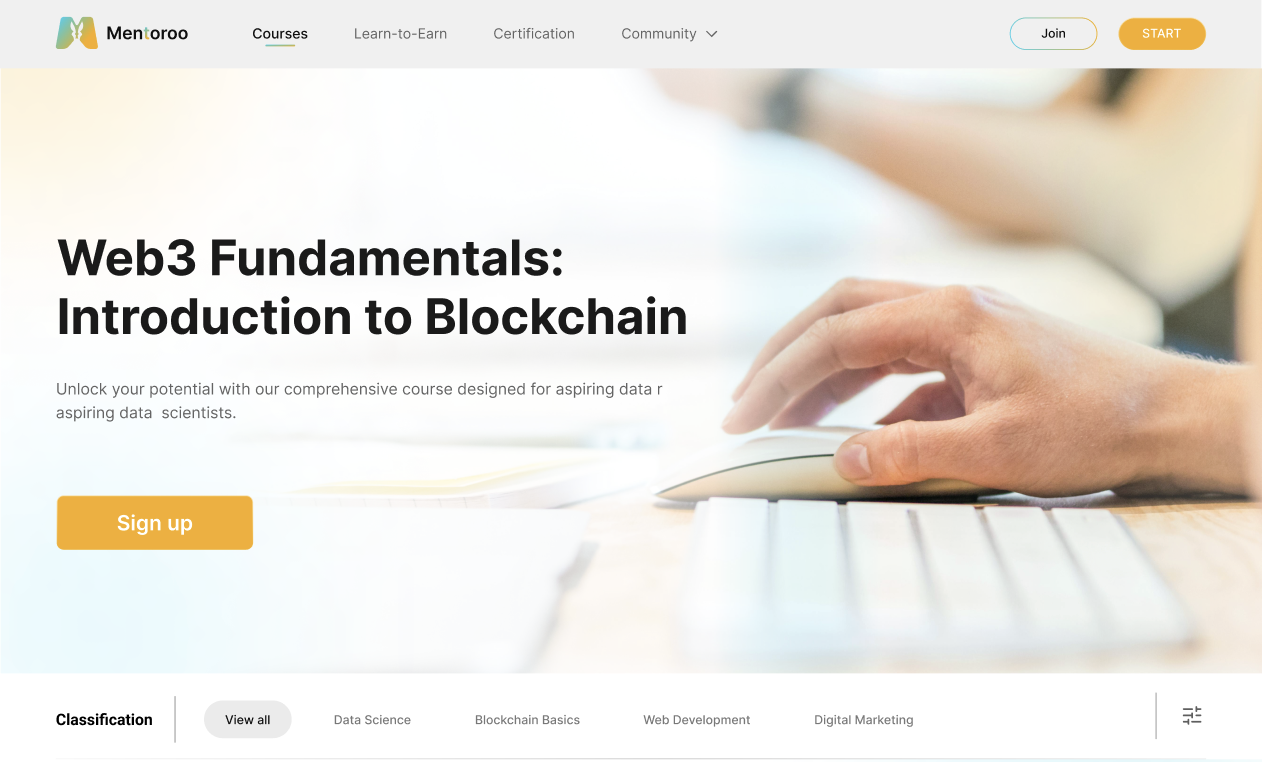 Mentoroo
Courses
Learn-to-Earn
Certification
Community
Join
START
Web3 Fundamentals:
Introduction to Blockchain
Unlock your potential with our comprehensive course designed for aspiring data r
aspiring data  scientists.
Sign up
Classification
View all
Data Science
Blockchain Basics
Web Development
Digital Marketing